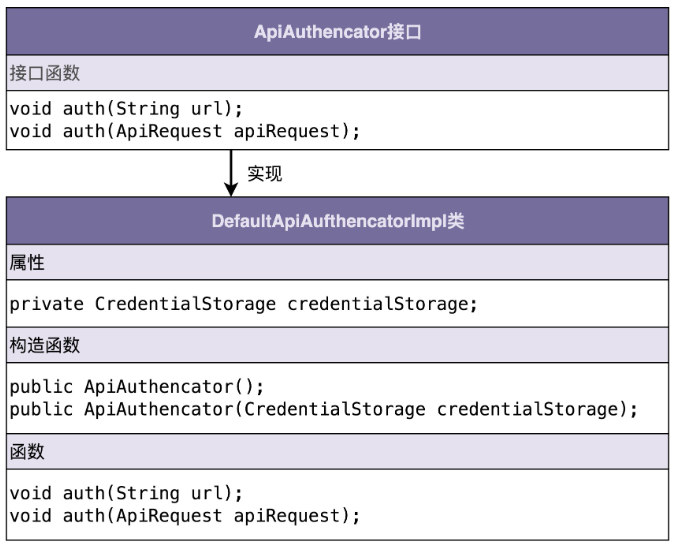 ApiAuthencator接口
接口函数
void auth(String url);
void auth(ApiRequest apiRequest);
实现
DefaultApiAufthencatorImpl类
属性
private CredentialStorage credentialStorage;
构造函数
public ApiAuthencator();
public ApiAuthencator(CredentialStorage credentialStorage);
函数
void auth(String url);
void auth(ApiRequest apiRequest);